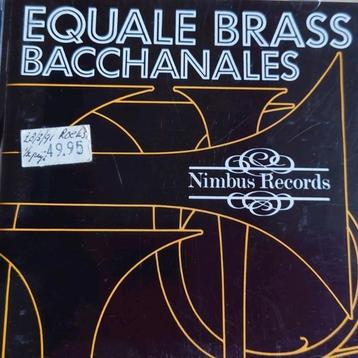 EQUALE BRASS
BACCHANALES
49.95
Nimbus Records